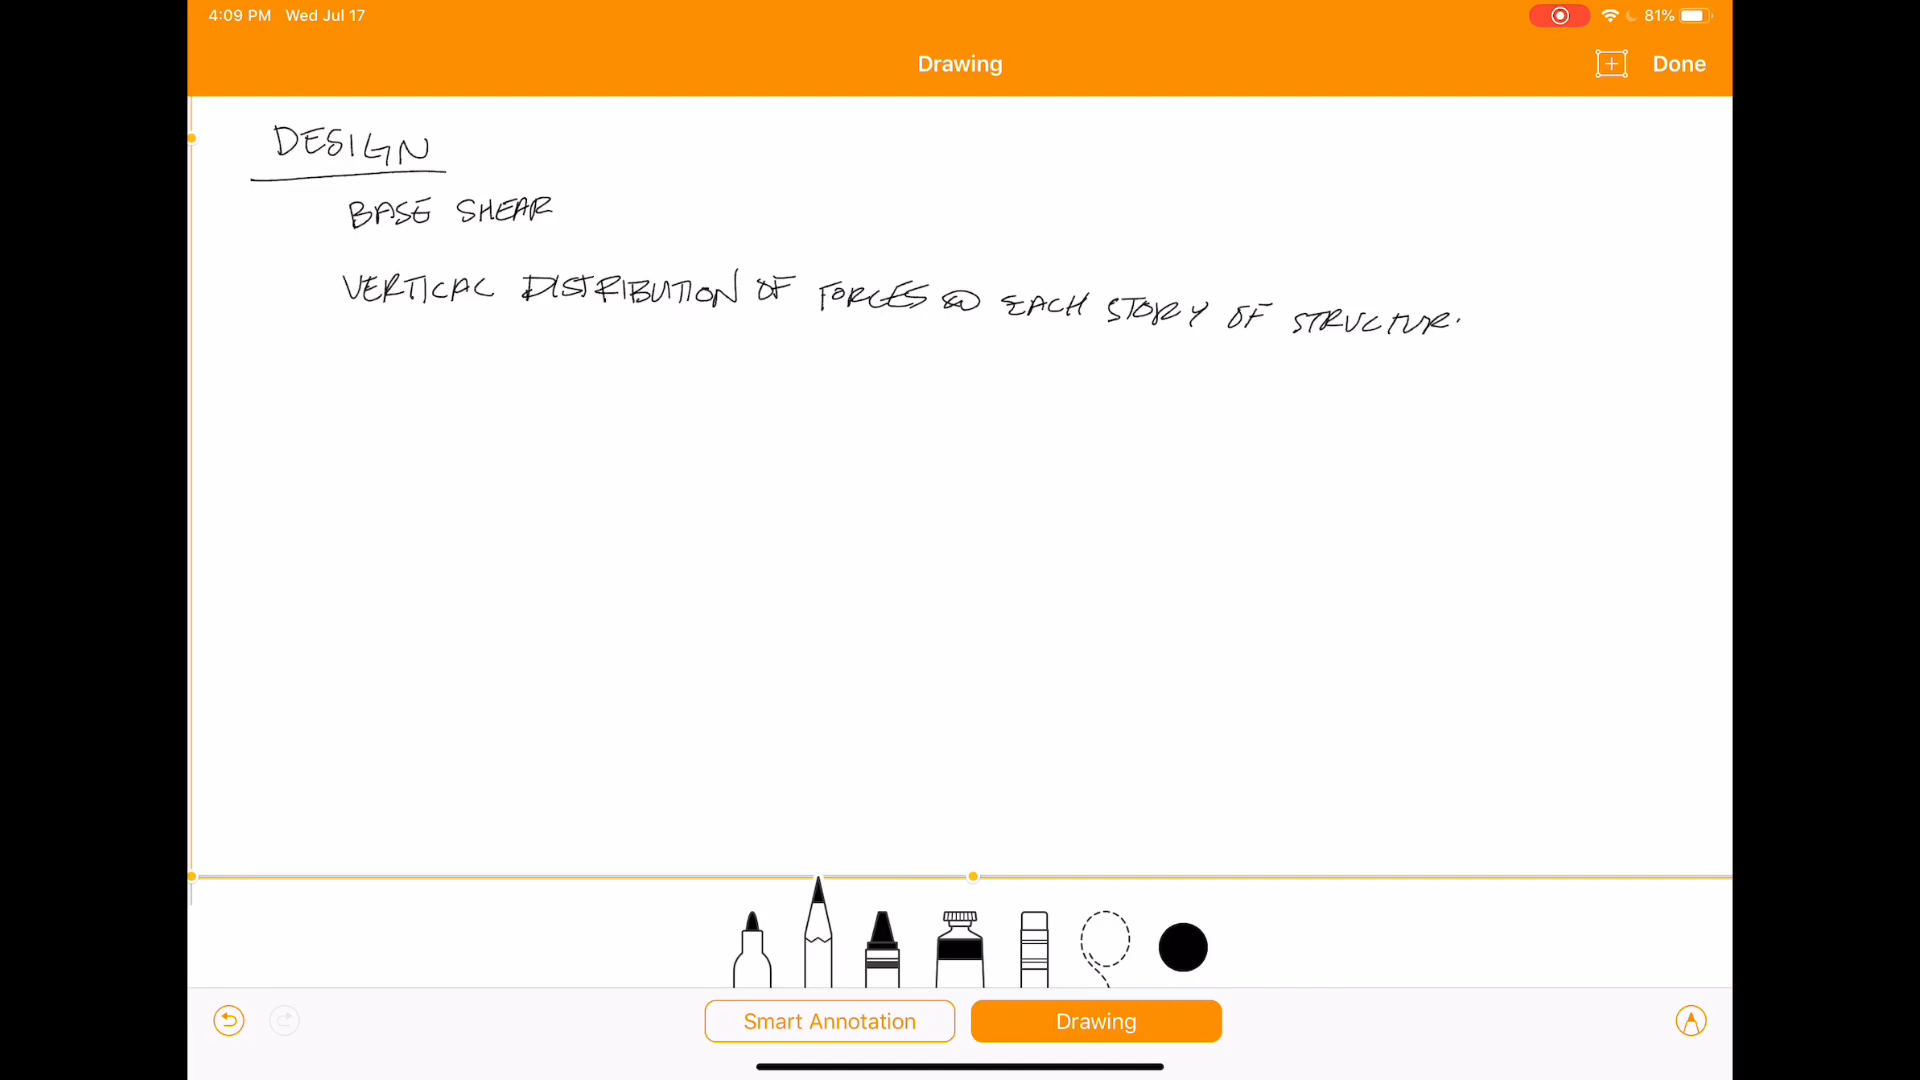 4:09 PM Wed Jul 17 81%
Drawing Done
DESIGN
BASE SHEAR
VERTICAL DISTRIBUTION OF FORCES @ EACH STORY OF STRUCTUR.
Smart Annotation Drawing